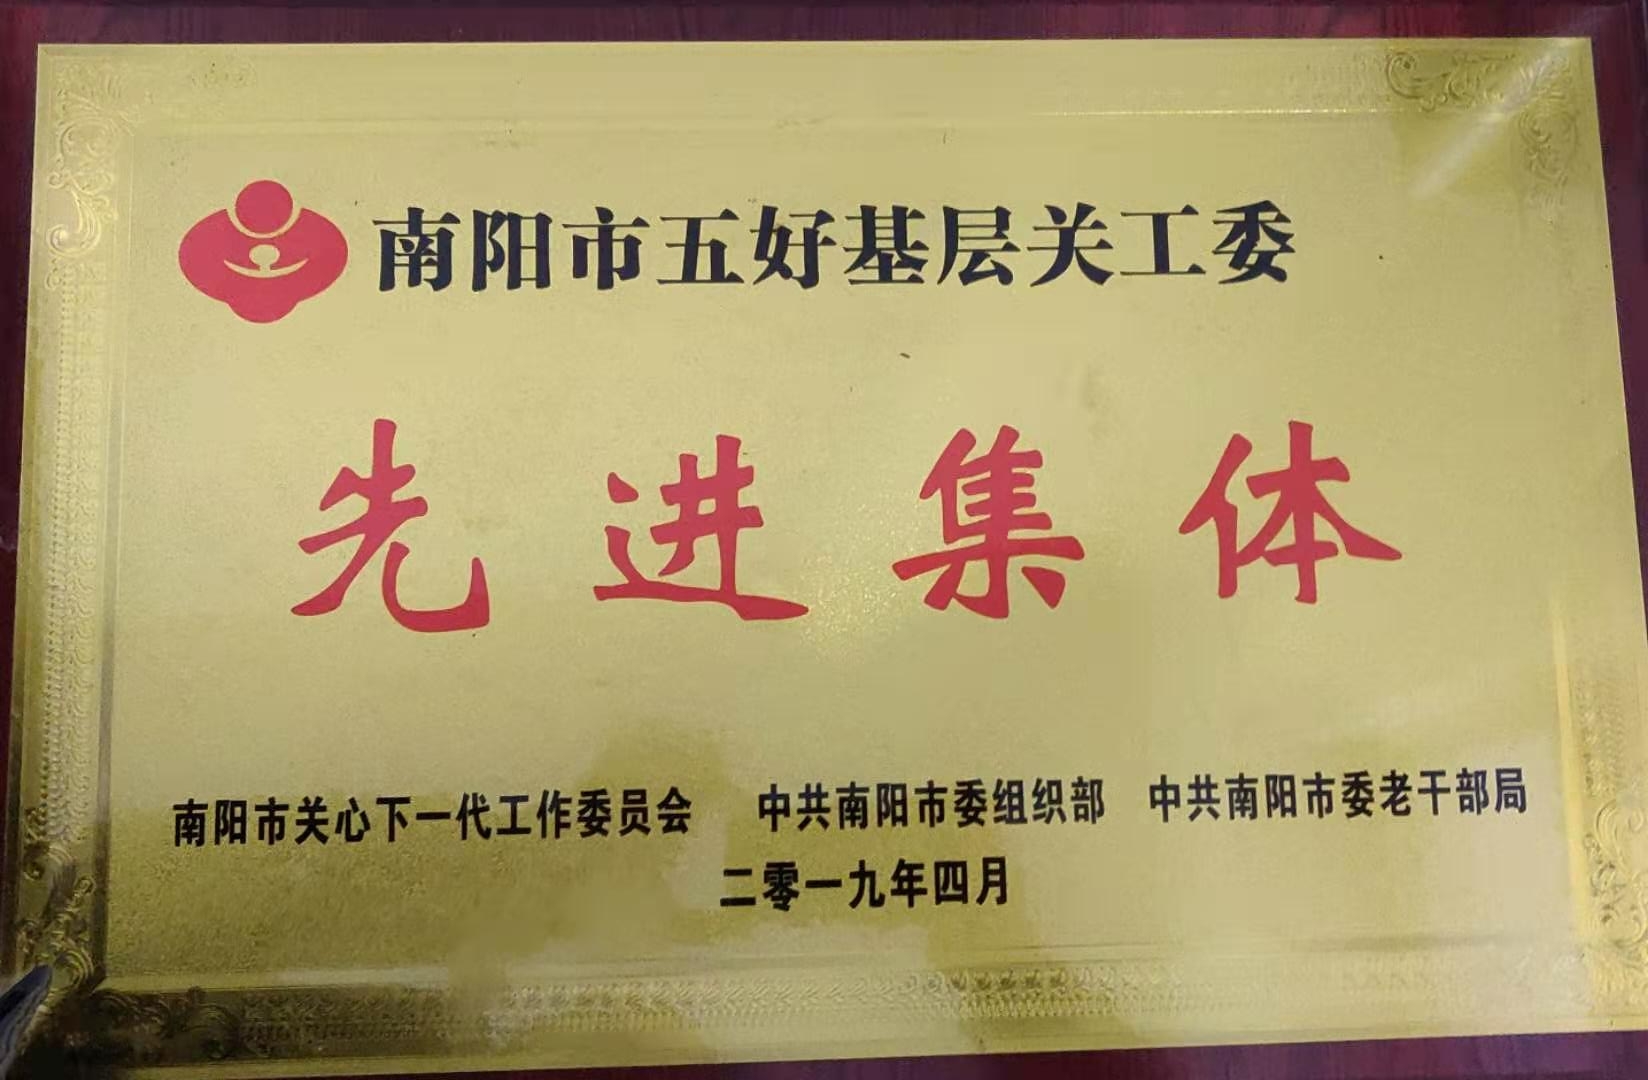 南阳市五好基层关工委
先进集体
南阳市关心下一代工作委员会 中共南阳市委组织部 中共南阳市委老干部局
二零一九年四月